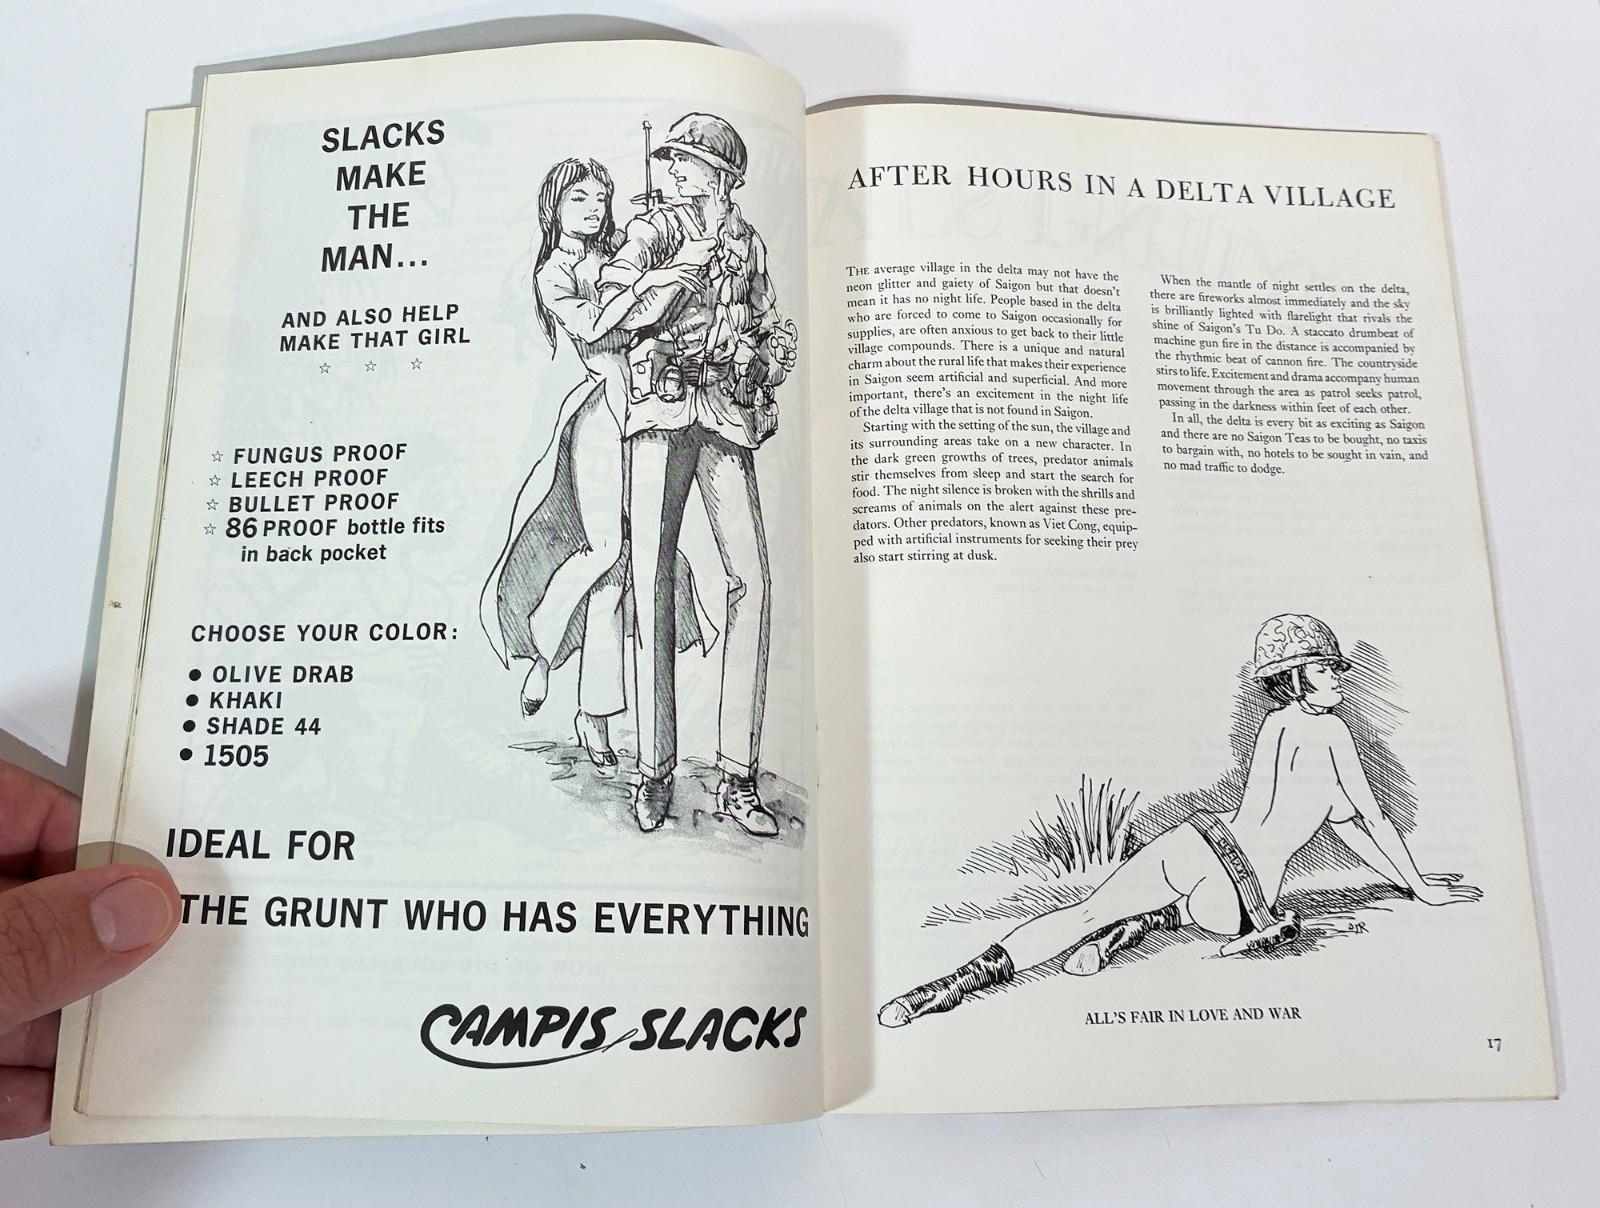 SLACKS
MAKE
THE
MAN...
AND ALSO HELP
MAKE THAT GIRL
☆ ☆ ☆
☆ FUNGUS PROOF
☆ LEECH PROOF
☆ BULLET PROOF
☆ 86 PROOF bottle fits
in back pocket
CHOOSE YOUR COLOR:
● OLIVE DRAB
● KHAKI
● SHADE 44
● 1505
IDEAL FOR
THE GRUNT WHO HAS EVERYTHING
CAMPIS SLACKS
AFTER HOURS IN A DELTA VILLAGE
THE average village in the delta may not have the
neon glitter and gaiety of Saigon but that doesn't
mean it has no night life. People based in the delta
who are forced to come to Saigon occasionally for
supplies, are often anxious to get back to their little
village compounds. There is a unique and natural
charm about the rural life that makes their experience
in Saigon seem artificial and superficial. And more
important, there's an excitement in the night life
of the delta village that is not found in Saigon.
Starting with the setting of the sun, the village and
its surrounding areas take on a new character. In
the dark green growths of trees, predator animals
stir themselves from sleep and start the search for
food. The night silence is broken with the shrills and
screams of animals on the alert against these pre-
dators. Other predators, known as Viet Cong, equip-
ped with artificial instruments for seeking their prey
also start stirring at dusk.
When the mantle of night settles on the delta,
there are fireworks almost immediately and the sky
is brilliantly lighted with flarelight that rivals the
shine of Saigon's Tu Do. A staccato drumbeat of
machine gun fire in the distance is accompanied by
the rhythmic beat of cannon fire. The countryside
stirs to life. Excitement and drama accompany human
movement through the area as patrol seeks patrol,
passing in the darkness within feet of each other.
In all, the delta is every bit as exciting as Saigon
and there are no Saigon Teas to be bought, no taxis
to bargain with, no hotels to be sought in vain, and
no mad traffic to dodge.
ALL'S FAIR IN LOVE AND WAR
17